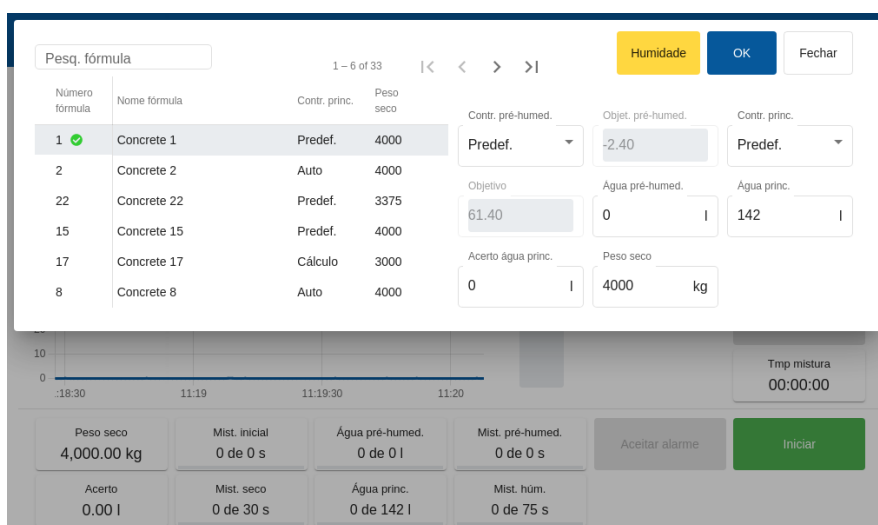 Pesq. fórmula
1 – 6 of 33
Humidade
OK
Fechar
Número fórmula
Nome fórmula
Contr. princ.
Peso seco
1 Concrete 1 Predef. 4000
2 Concrete 2 Auto 4000
22 Concrete 22 Predef. 3375
15 Concrete 15 Predef. 4000
17 Concrete 17 Cálculo 3000
8 Concrete 8 Auto 4000
Contr. pré-humed.
Predef.
Objet. pré-humed.
-2.40
Contr. princ.
Predef.
Objetivo
61.40
Água pré-humed.
0 l
Água princ.
142 l
Acerto água princ.
0 l
Peso seco
4000 kg
10
0
:18:30 11:19 11:19:30 11:20
Tmp mistura
00:00:00
Peso seco
4,000.00 kg
Mist. inicial
0 de 0 s
Água pré-humed.
0 de 0 l
Mist. pré-humed.
0 de 0 s
Aceitar alarme
Iniciar
Acerto
0.00 l
Mist. seco
0 de 30 s
Água princ.
0 de 142 l
Mist. húm.
0 de 75 s